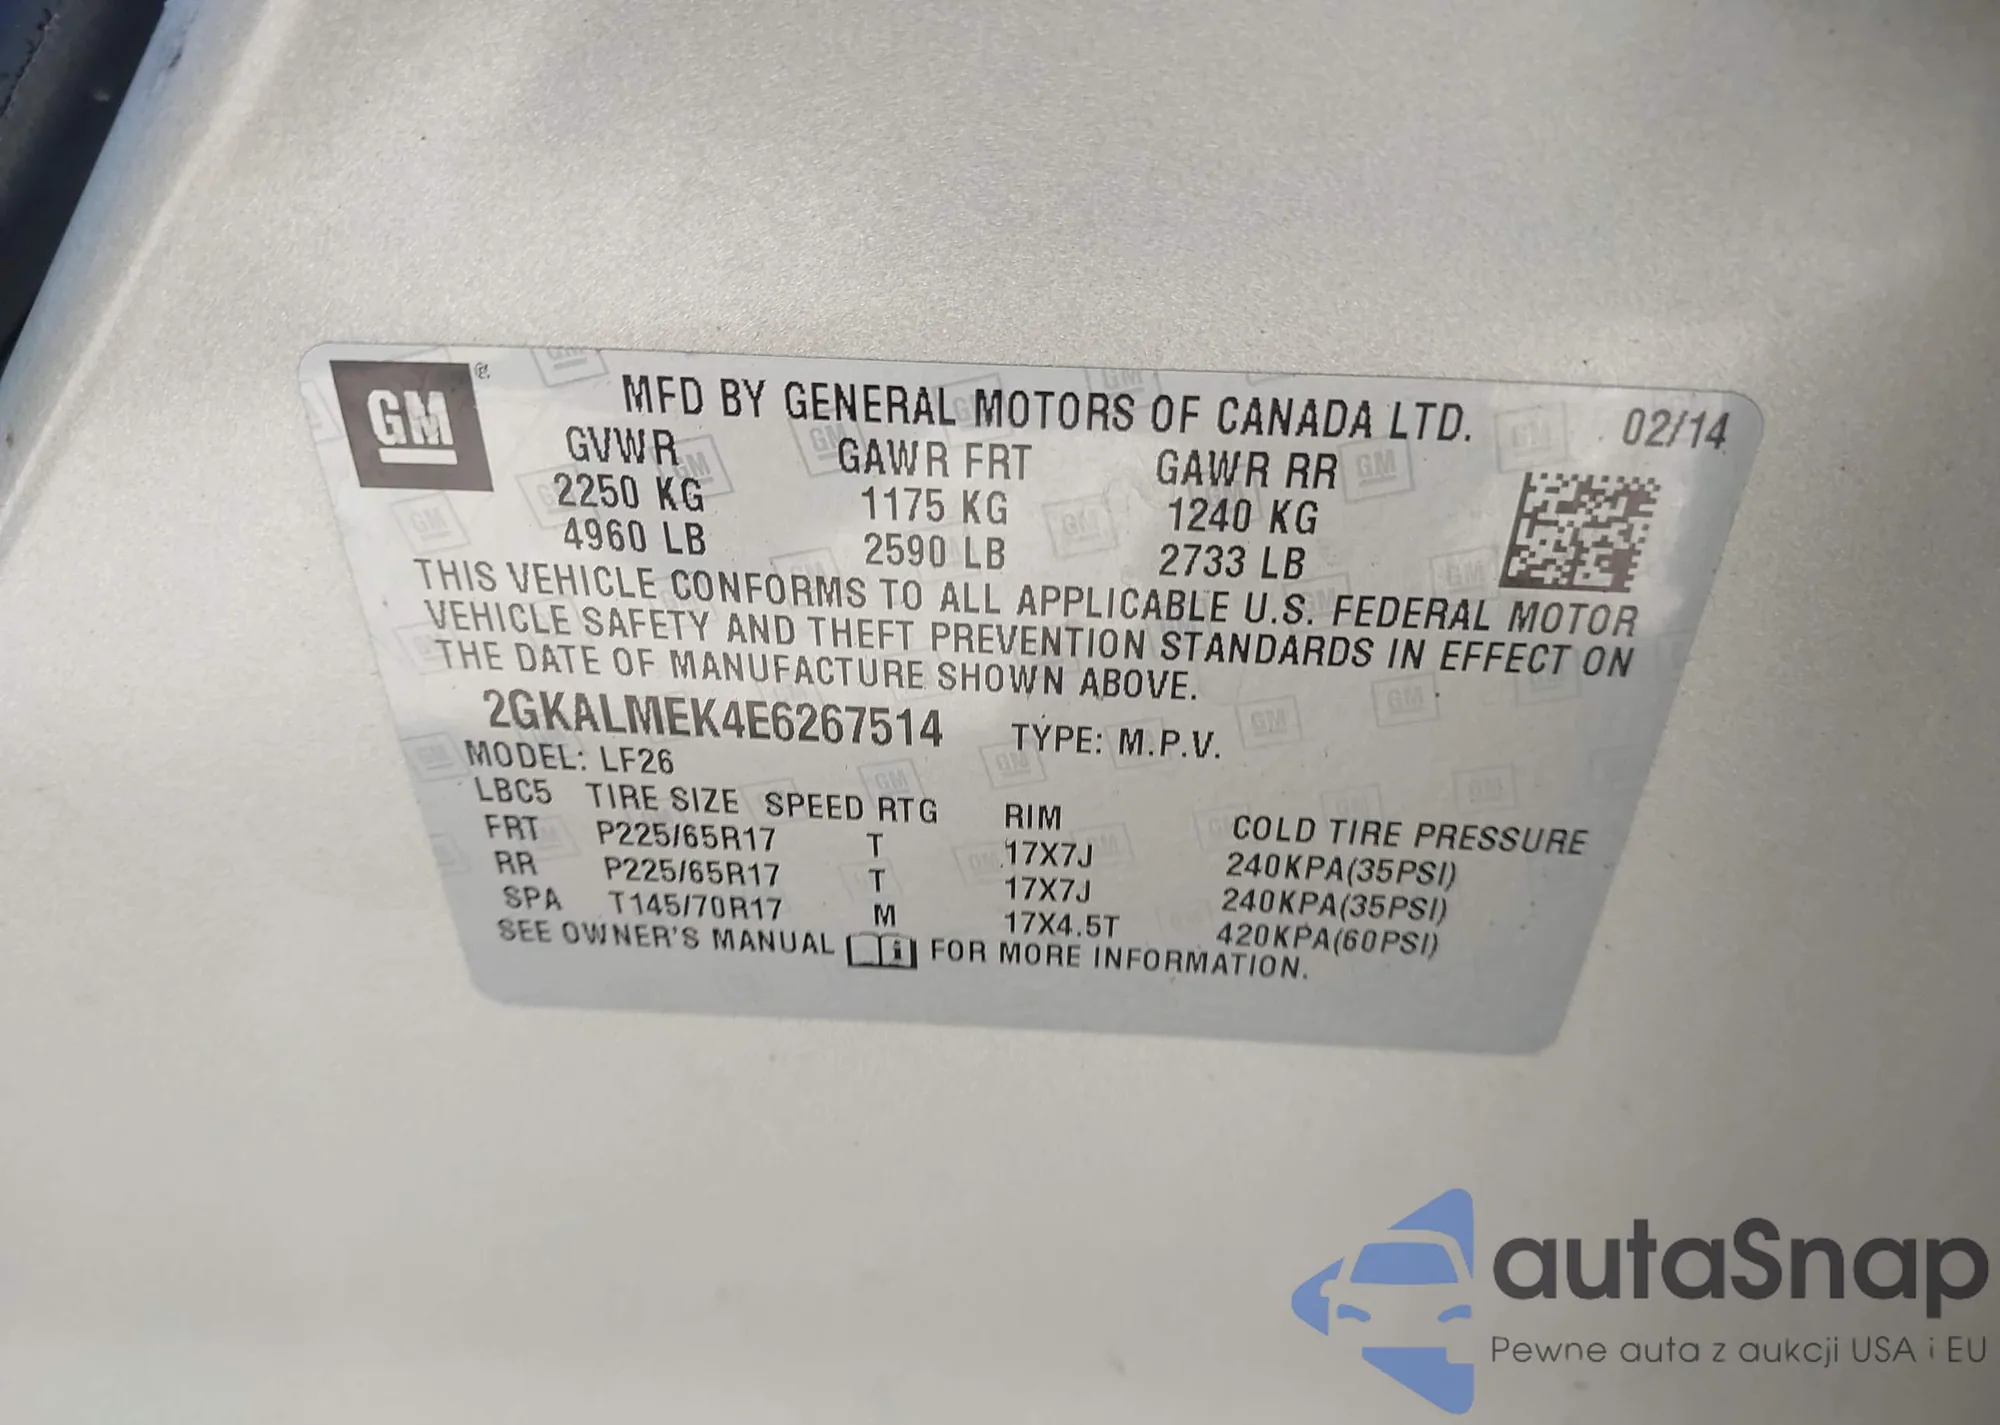 GM ® MFD BY GENERAL MOTORS OF CANADA LTD. 02/14
GVWR GAWR FRT GAWR RR
2250 KG 1175 KG 1240 KG
4960 LB 2590 LB 2733 LB
THIS VEHICLE CONFORMS TO ALL APPLICABLE U.S. FEDERAL MOTOR
VEHICLE SAFETY AND THEFT PREVENTION STANDARDS IN EFFECT ON
THE DATE OF MANUFACTURE SHOWN ABOVE.
2GKALMEK4E6267514 TYPE: M.P.V.
MODEL: LF26
LBC5 TIRE SIZE SPEED RTG RIM COLD TIRE PRESSURE
FRT P225/65R17 T 17X7J 240KPA(35PSI)
RR P225/65R17 T 17X7J 240KPA(35PSI)
SPA T145/70R17 M 17X4.5T 420KPA(60PSI)
SEE OWNER'S MANUAL FOR MORE INFORMATION.
autaSnap
Pewne auta z aukcji USA i EU